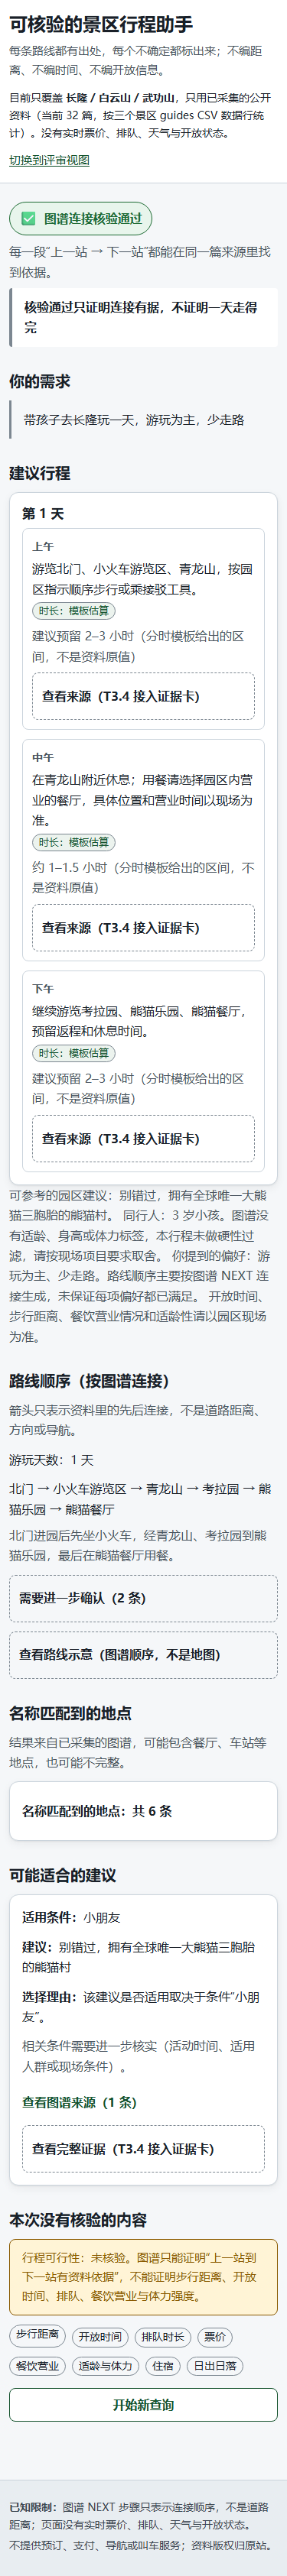 可核验的景区行程助手
每条路线都有出处，每个不确定都标出来；不编距
离、不编时间、不编开放信息。
目前只覆盖 长隆 / 白云山 / 武功山，只用已采集的公开
资料（当前 32 篇，按三个景区 guides CSV 数据行统
计）。没有实时票价、排队、天气与开放状态。
切换到评审视图
图谱连接核验通过
每一段“上一站 → 下一站”都能在同一篇来源里找
到依据。
核验通过只证明连接有据，不证明一天走得
完
你的需求
带孩子去长隆玩一天，游玩为主，少走路
建议行程
第 1 天
上午
游览北门、小火车游览区、青龙山，按园
区指示顺序步行或乘接驳工具。
时长：模板估算
建议预留 2–3 小时（分时模板给出的区
间，不是资料原值）
查看来源（T3.4 接入证据卡）
中午
在青龙山附近休息；用餐请选择园区内营
业的餐厅，具体位置和营业时间以现场为
准。
时长：模板估算
约 1–1.5 小时（分时模板给出的区间，不
是资料原值）
查看来源（T3.4 接入证据卡）
下午
继续游览考拉园、熊猫乐园、熊猫餐厅，
预留返程和休息时间。
时长：模板估算
建议预留 2–3 小时（分时模板给出的区
间，不是资料原值）
查看来源（T3.4 接入证据卡）
可参考的园区建议：别错过，拥有全球唯一大熊
猫三胞胎的熊猫村。 同行人：3 岁小孩。图谱没
有适龄、身高或体力标签，本行程未做硬性过
滤，请按现场项目要求取舍。 你提到的偏好：游
玩为主、少走路。路线顺序主要按图谱 NEXT 连
接生成，未保证每项偏好都已满足。 开放时间、
步行距离、餐饮营业情况和适龄性请以园区现场
为准。
路线顺序（按图谱连接）
箭头只表示资料里的先后连接，不是道路距离、
方向或导航。
游玩天数：1 天
北门 → 小火车游览区 → 青龙山 → 考拉园 → 熊
猫乐园 → 熊猫餐厅
北门进园后先坐小火车，经青龙山、考拉园到熊
猫乐园，最后在熊猫餐厅用餐。
需要进一步确认（2 条）
查看路线示意（图谱顺序，不是地图）
名称匹配到的地点
结果来自已采集的图谱，可能包含餐厅、车站等
地点，也可能不完整。
名称匹配到的地点：共 6 条
可能适合的建议
适用条件：小朋友
建议：别错过，拥有全球唯一大熊猫三胞胎
的熊猫村
选择理由：该建议是否适用取决于条件“小朋
友”。
相关条件需要进一步核实（活动时间、适用
人群或现场条件）。
查看图谱来源（1 条）
查看完整证据（T3.4 接入证据卡）
本次没有核验的内容
行程可行性：未核验。图谱只能证明“上一站到
下一站有资料依据”，不能证明步行距离、开放
时间、排队、餐饮营业与体力强度。
步行距离 开放时间 排队时长 票价
餐饮营业 适龄与体力 住宿 日出日落
开始新查询
已知限制：图谱 NEXT 步骤只表示连接顺序，不是道路
距离；页面没有实时票价、排队、天气与开放状态。
不提供预订、支付、导航或叫车服务；资料版权归原站。